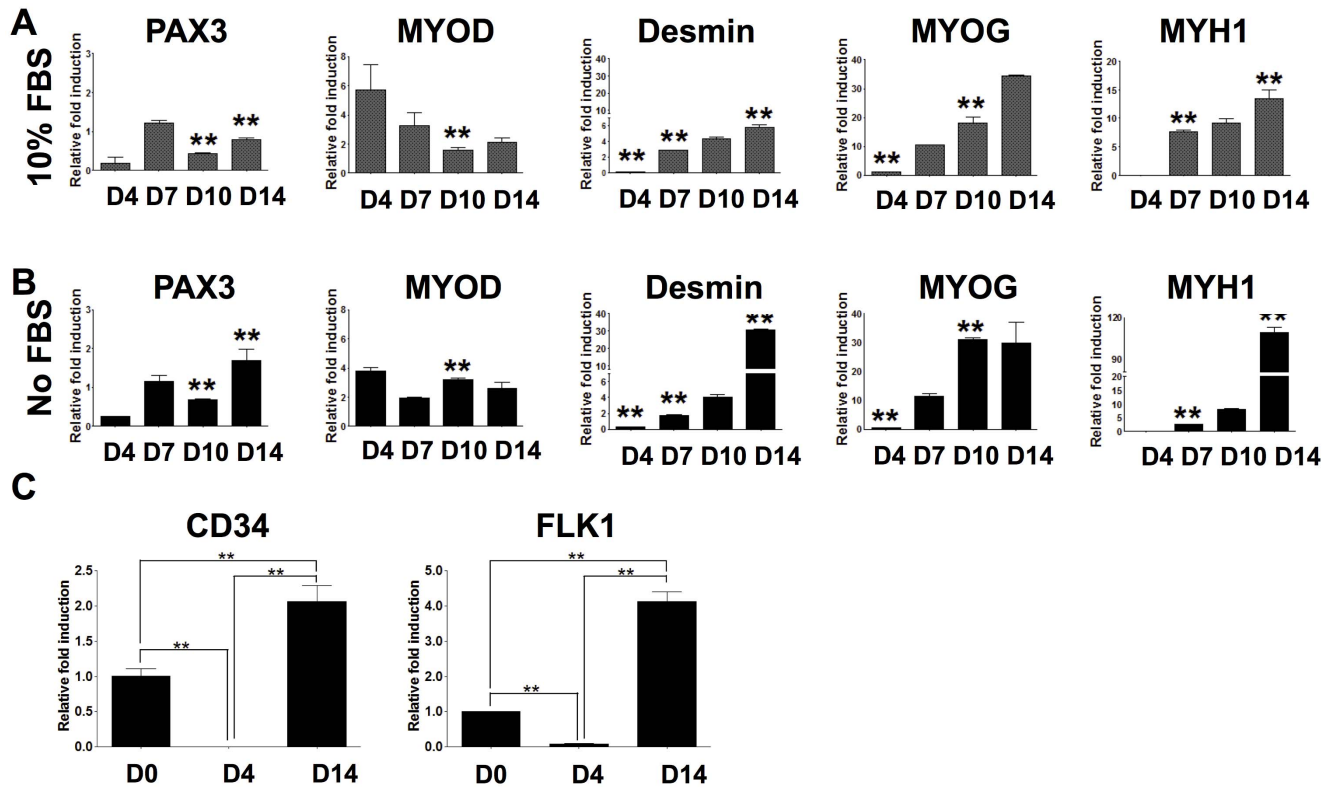 A
PAX3 MYOD Desmin MYOG MYH1
10% FBS
Relative fold induction
3
2
1
0
** **
D4 D7 D10 D14
Relative fold induction
8
6
4
2
0
**
D4 D7 D10 D14
Relative fold induction
40
30
20
10
6
4
2
0
** ** **
D4 D7 D10 D14
Relative fold induction
40
30
20
10
0
** **
D4 D7 D10 D14
Relative fold induction
20
15
10
5
0
** **
D4 D7 D10 D14
B
PAX3 MYOD Desmin MYOG MYH1
No FBS
Relative fold induction
3
2
1
0
** **
D4 D7 D10 D14
Relative fold induction
8
6
4
2
0
**
D4 D7 D10 D14
Relative fold induction
40
30
20
10
6
4
2
0
** ** **
D4 D7 D10 D14
Relative fold induction
40
30
20
10
0
** **
D4 D7 D10 D14
Relative fold induction
120
90
20
15
10
5
0
** **
D4 D7 D10 D14
C
CD34 FLK1
Relative fold induction
2.5
2.0
1.5
1.0
0.5
0.0
**
**
**
D0 D4 D14
Relative fold induction
5.0
4.0
3.0
2.0
1.0
0.0
**
**
**
D0 D4 D14